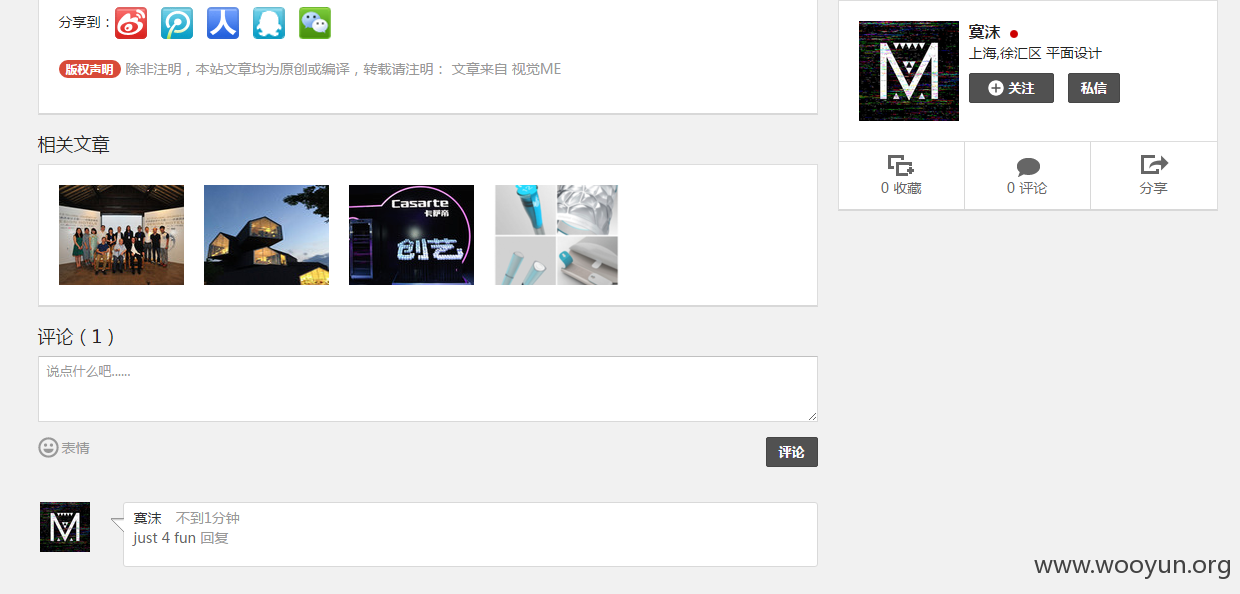 分享到：
版权声明 除非注明，本站文章均为原创或编译，转载请注明： 文章来自 视觉ME
相关文章
Casarte
卡萨帝
创艺
评论（1）
说点什么吧......
表情
评论
寞沫 不到1分钟
just 4 fun 回复
寞沫
上海,徐汇区 平面设计
关注 私信
0 收藏
0 评论
分享
www.wooyun.org